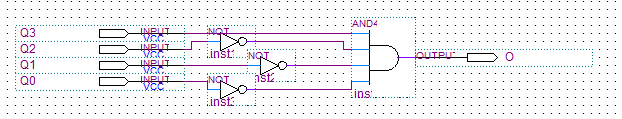 Q3 INPUT VCC NOT AND4
Q2 INPUT VCC inst
Q1 INPUT VCC NOT OUTPUT O
Q0 INPUT VCC NOT inst
inst inst